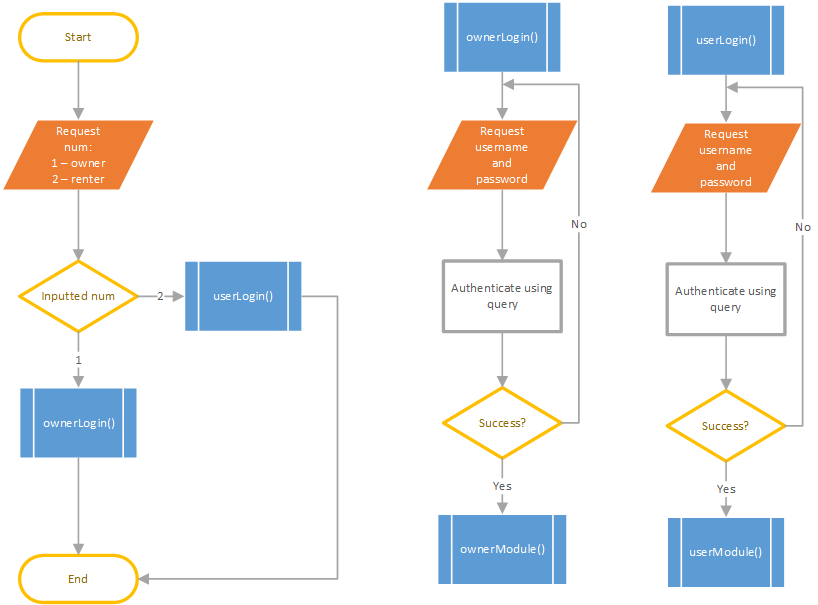 Start
Request
num:
1 – owner
2 – renter
Inputted num
2
userLogin()
1
ownerLogin()
End
ownerLogin()
Request
username
and
password
No
Authenticate using
query
Success?
Yes
ownerModule()
userLogin()
Request
username
and
password
No
Authenticate using
query
Success?
Yes
userModule()